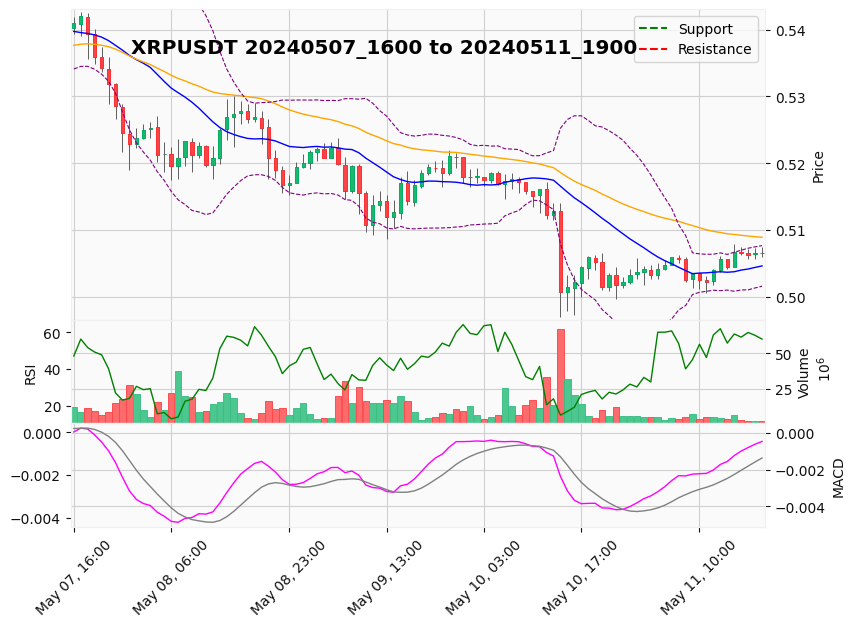 XRPUSDT 20240507_1600 to 20240511_1900
Support
Resistance
0.54
0.53
0.52
0.51
0.50
Price
60
40
20
RSI
50
25
Volume
10^6
0.000
−0.002
−0.004
0.000
−0.002
−0.004
MACD
May 07, 16:00
May 08, 06:00
May 08, 23:00
May 09, 13:00
May 10, 03:00
May 10, 17:00
May 11, 10:00